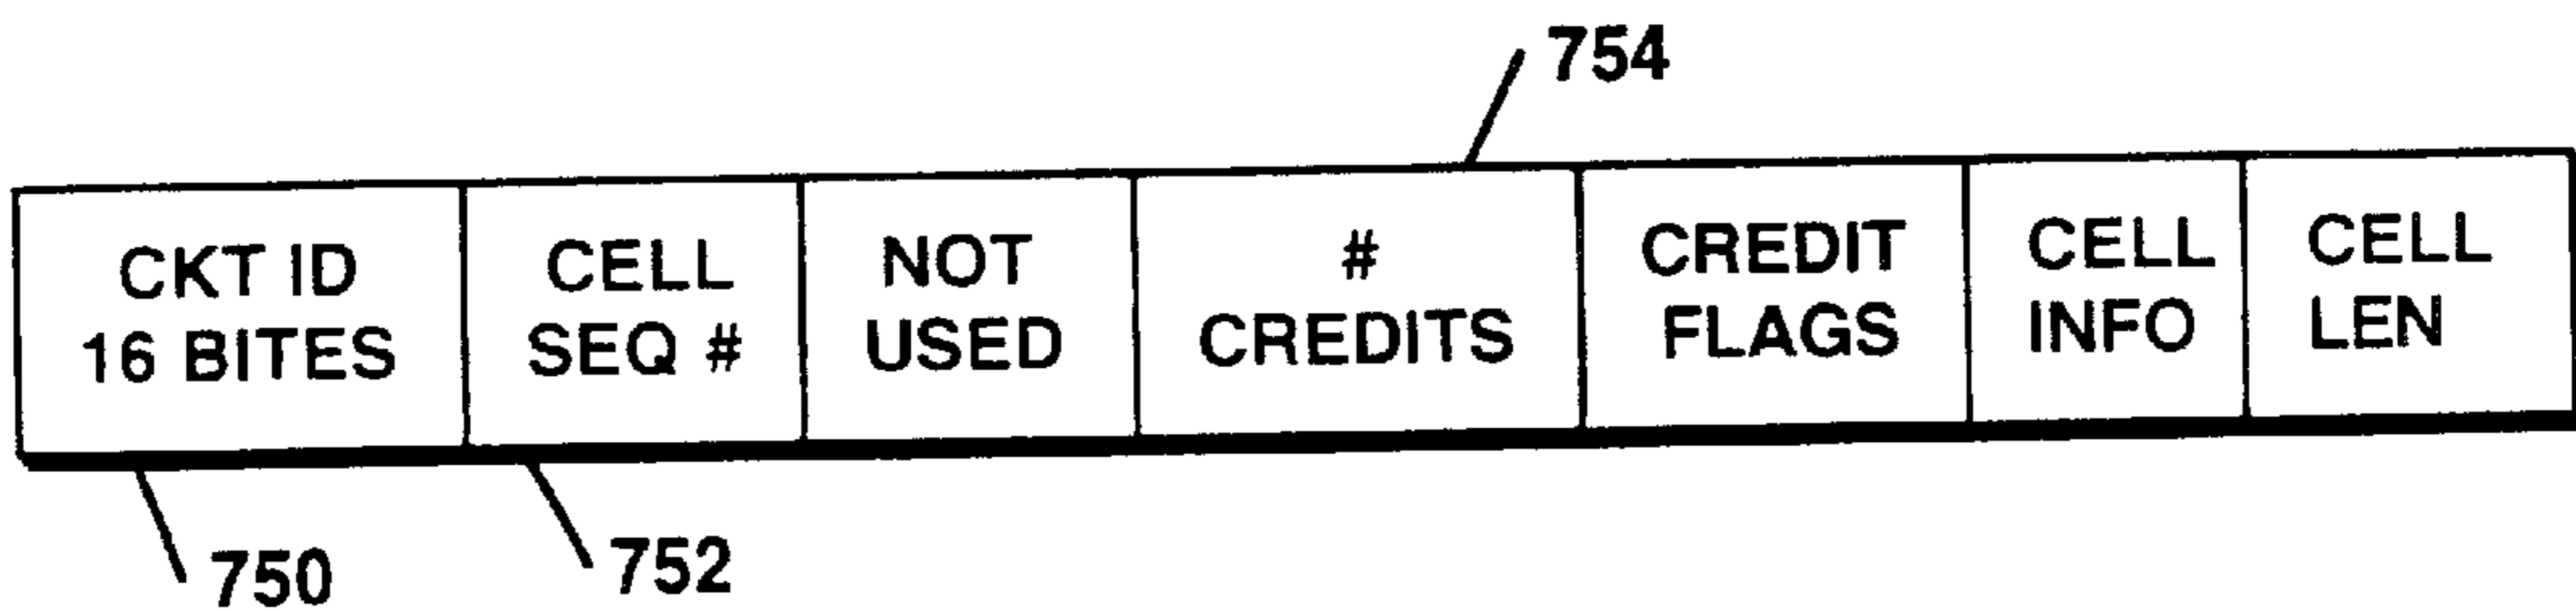 754
CKT ID
16 BITES
CELL
SEQ #
NOT
USED
#
CREDITS
CREDIT
FLAGS
CELL
INFO
CELL
LEN
750
752